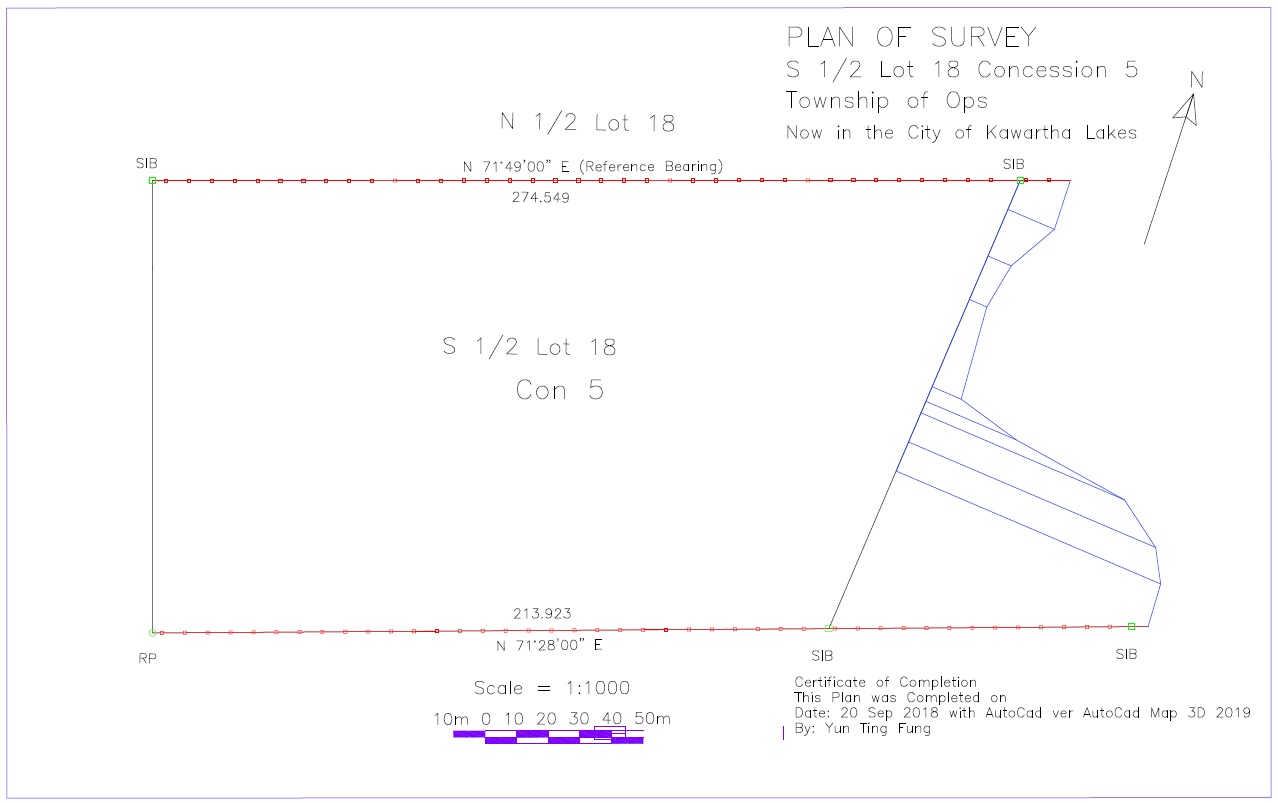 PLAN OF SURVEY
S 1/2 Lot 18 Concession 5
Township of Ops
Now in the City of Kawartha Lakes
N
N 1/2 Lot 18
SIB
N 71°49'00" E (Reference Bearing)
SIB
274.549
S 1/2 Lot 18
Con 5
213.923
N 71°28'00" E
RP
SIB
SIB
Scale = 1:1000
10m 0 10 20 30 40 50m
Certificate of Completion
This Plan was Completed on
Date: 20 Sep 2018 with AutoCad ver AutoCad Map 3D 2019
By: Yun Ting Fung